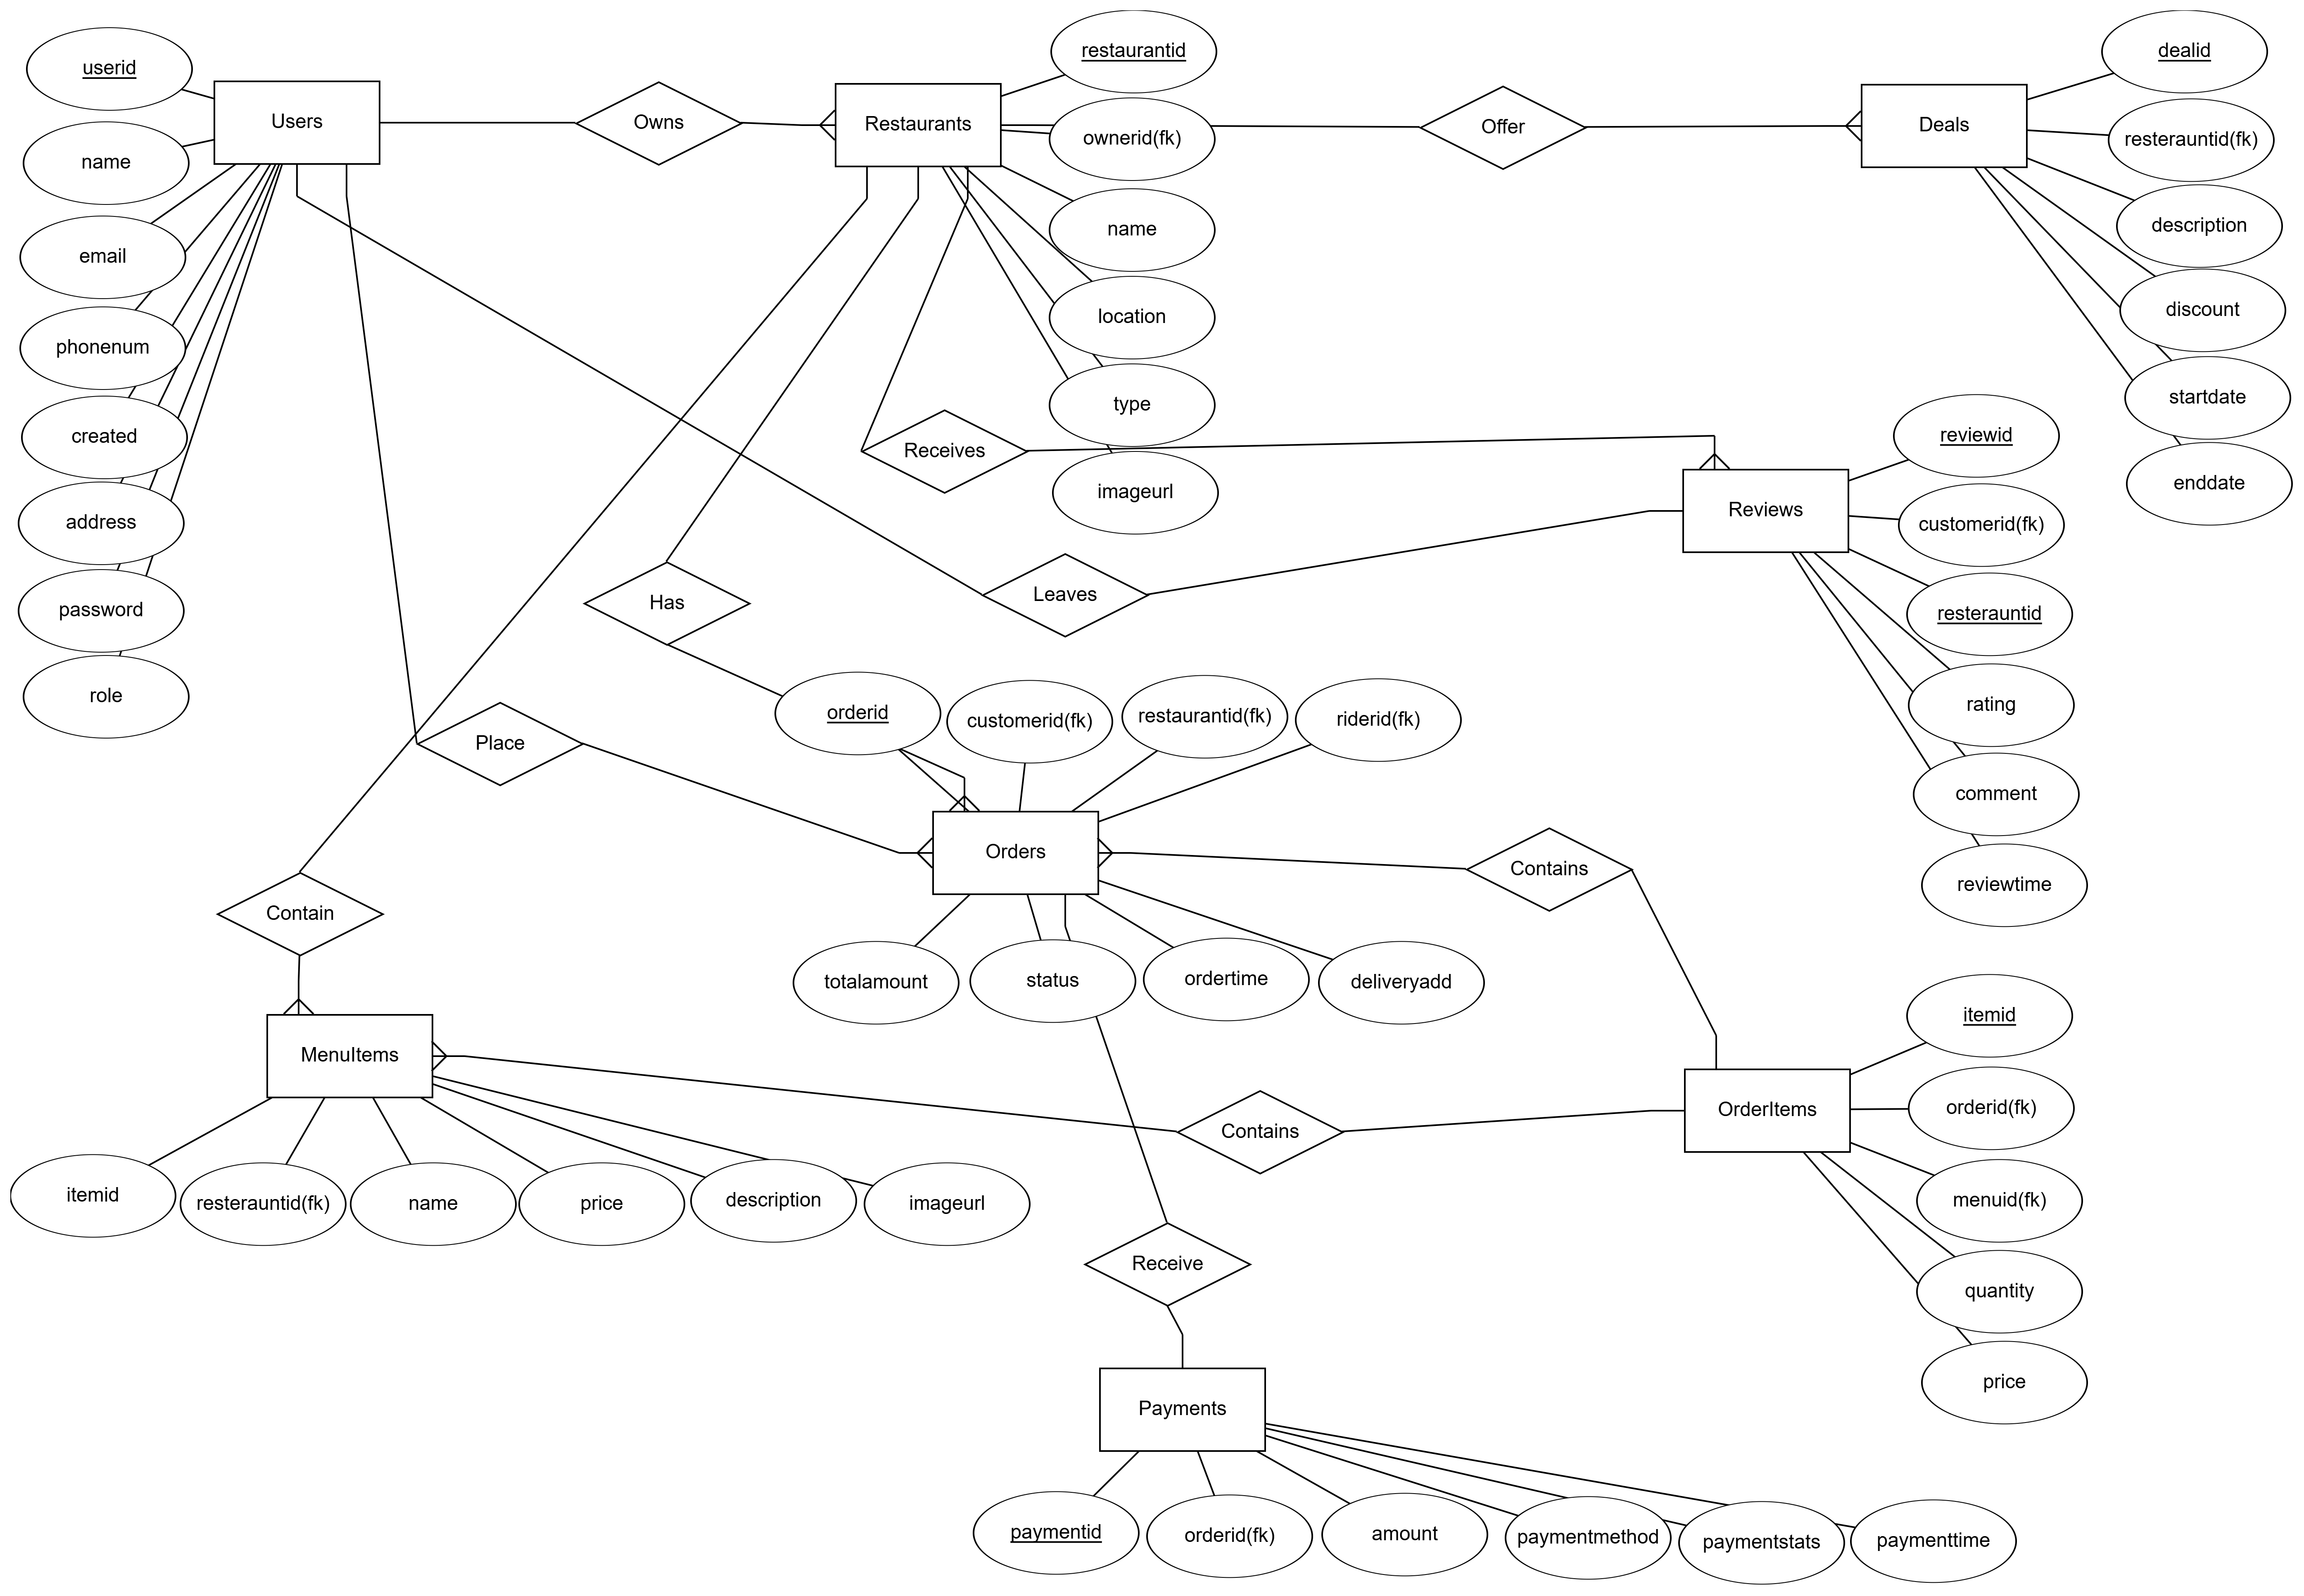 userid
Users
name
email
phonenum
created
address
password
role
Owns
Restaurants
restaurantid
ownerid(fk)
name
location
type
imageurl
Offer
Deals
dealid
resterauntid(fk)
description
discount
startdate
enddate
Receives
Reviews
reviewid
customerid(fk)
resterauntid
rating
comment
reviewtime
Has
Leaves
Place
orderid
customerid(fk)
restaurantid(fk)
riderid(fk)
Orders
totalamount
status
ordertime
deliveryadd
Contains
Contain
MenuItems
itemid
resterauntid(fk)
name
price
description
imageurl
Contains
OrderItems
itemid
orderid(fk)
menuid(fk)
quantity
price
Receive
Payments
paymentid
orderid(fk)
amount
paymentmethod
paymentstats
paymenttime